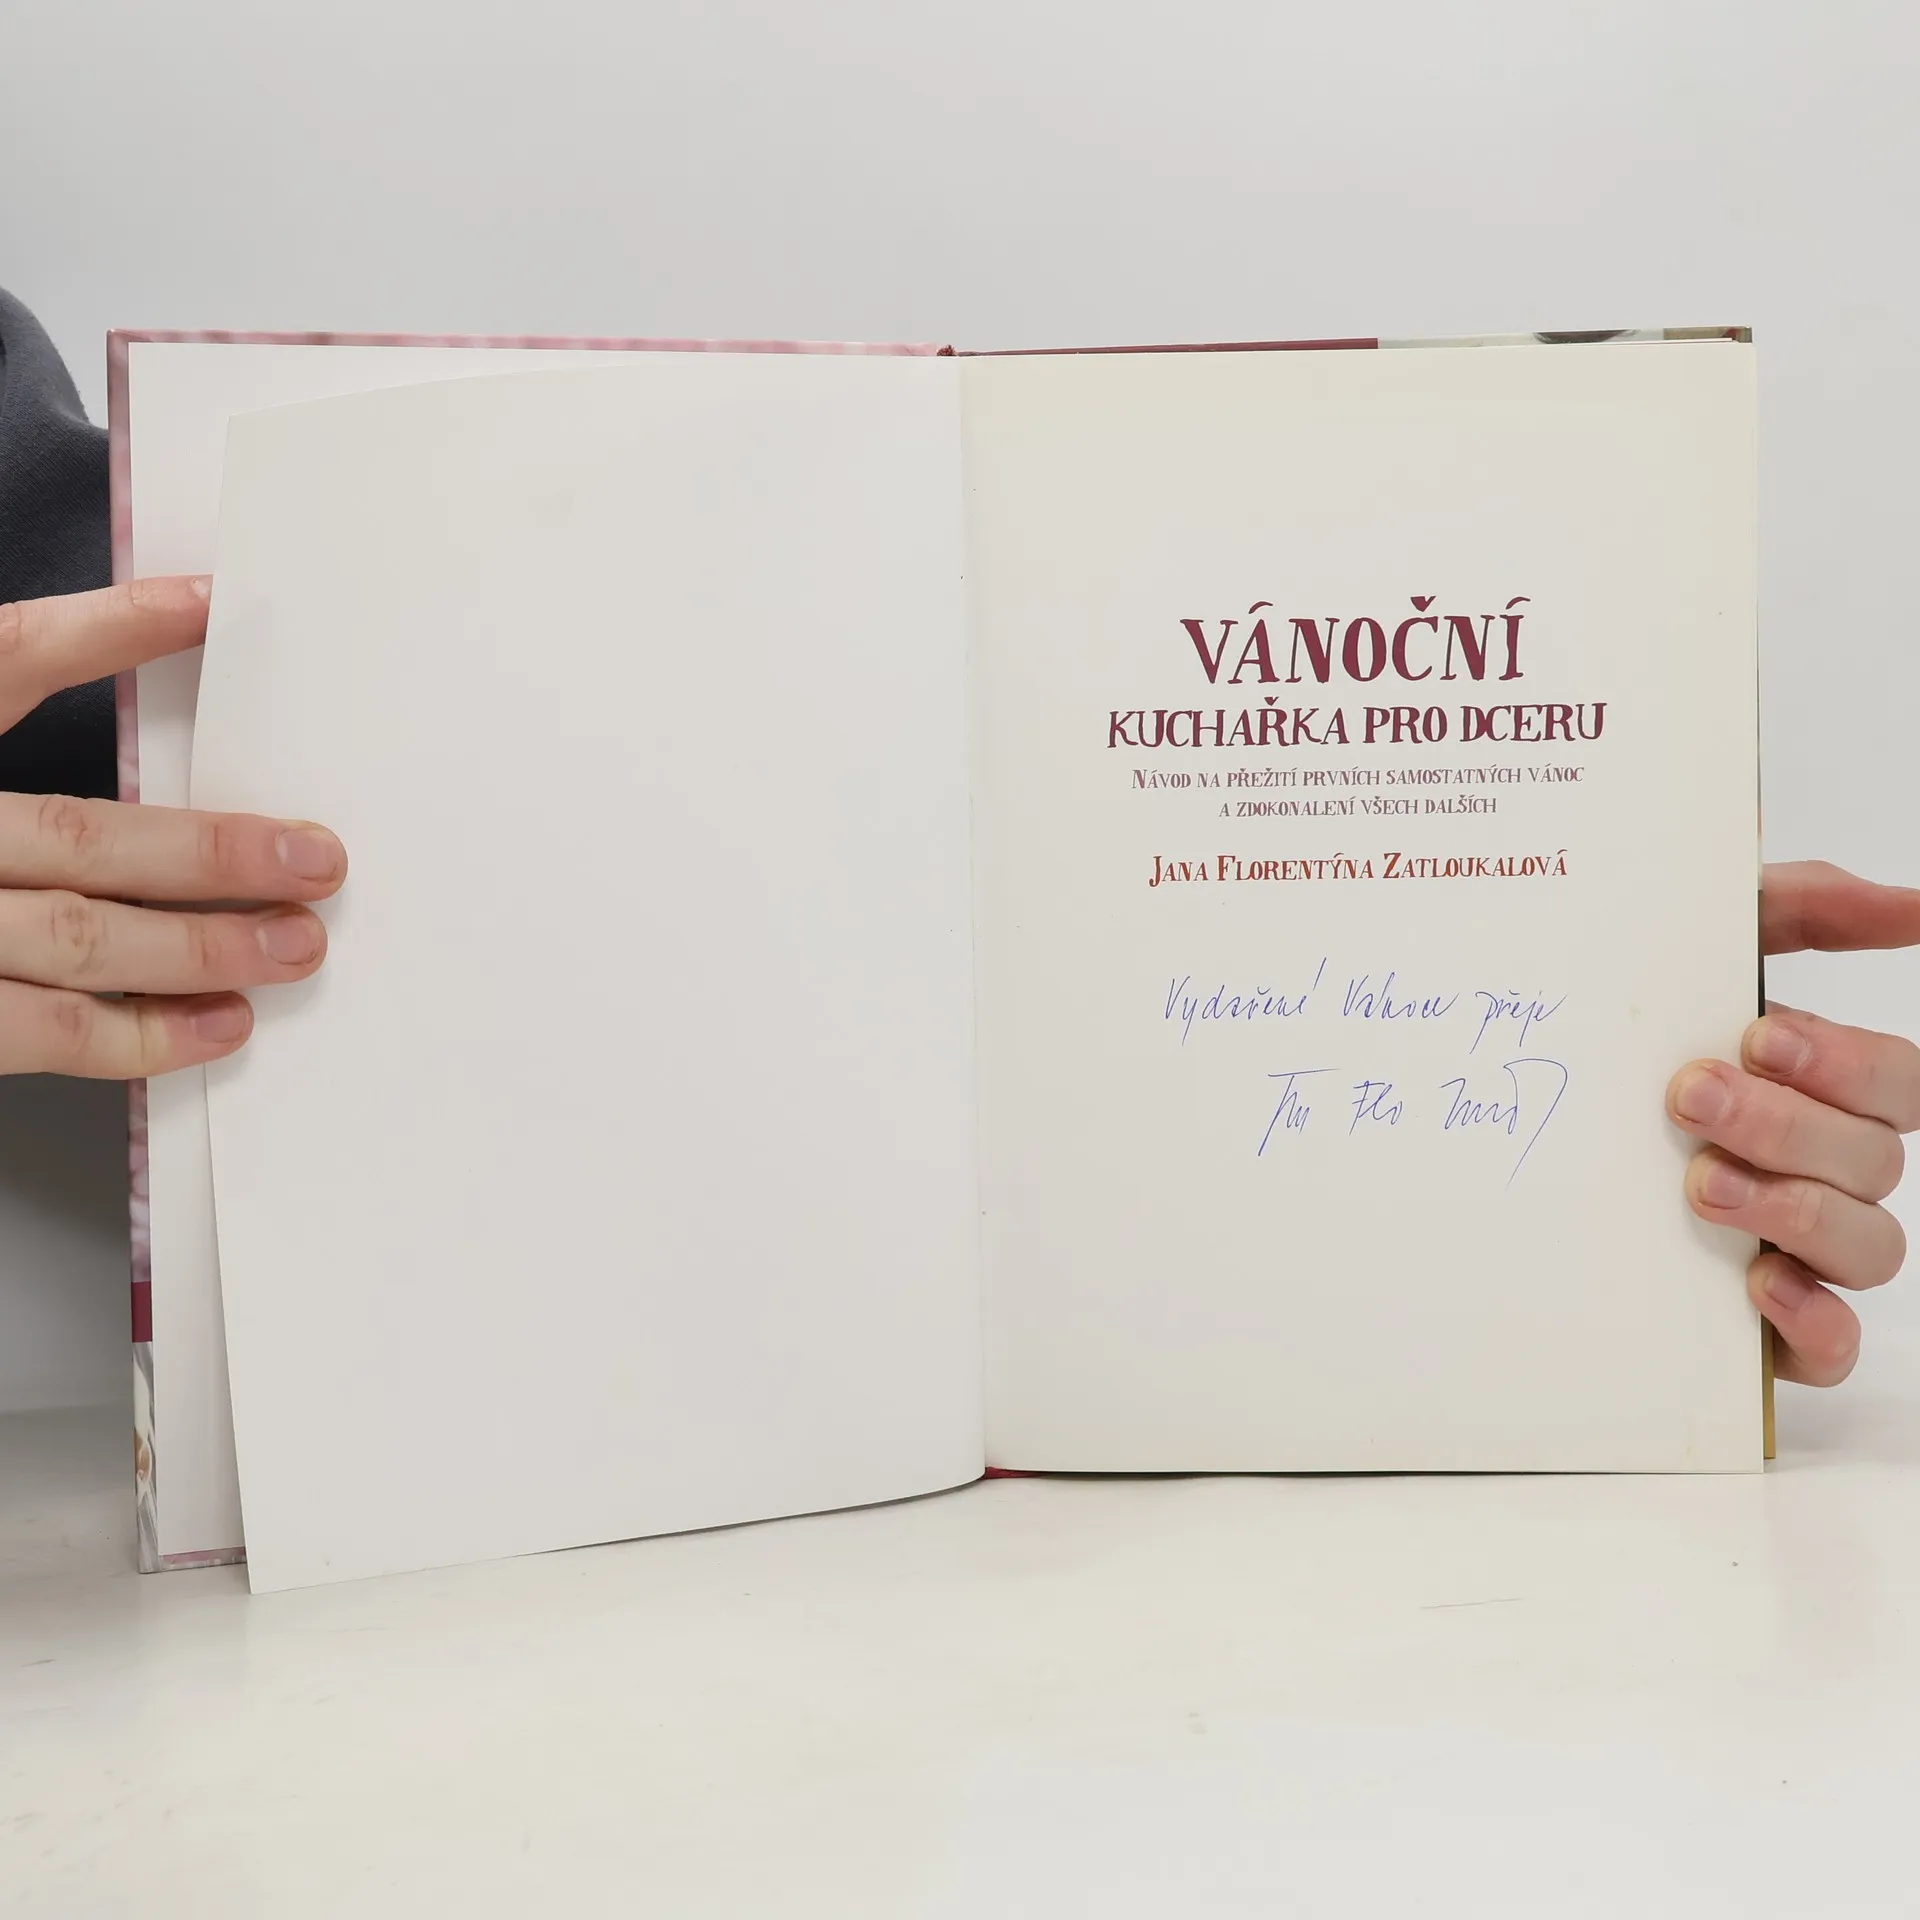 VÁNOČNÍ
KUCHAŘKA PRO DCERU
NÁVOD NA PŘEŽITÍ PRVNÍCH SAMOSTATNÝCH VÁNOC
A ZDOKONALENÍ VŠECH DALŠÍCH
JANA FLORENTÝNA ZATLOUKALOVÁ
Vydařené Vánoce přeje
Flo